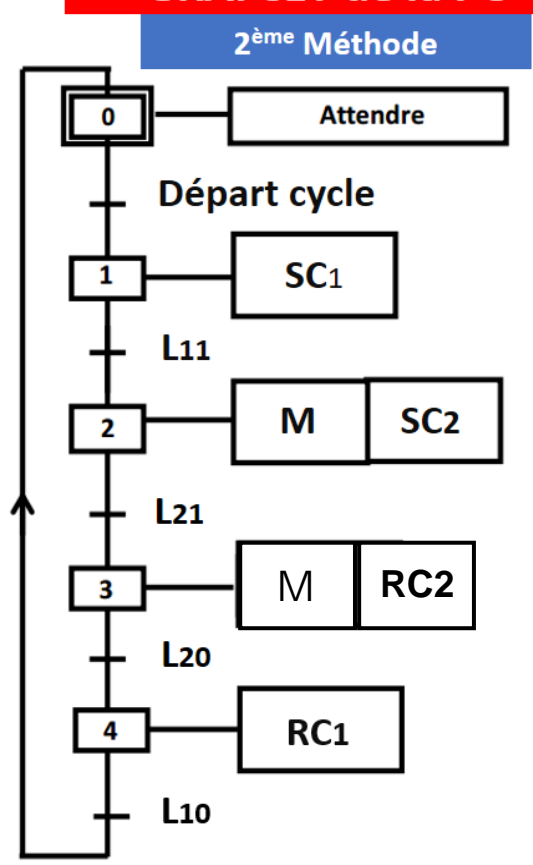 2ème Méthode
0 Attendre
Départ cycle
1 SC1
L11
2 M SC2
L21
3 M RC2
L20
4 RC1
L10